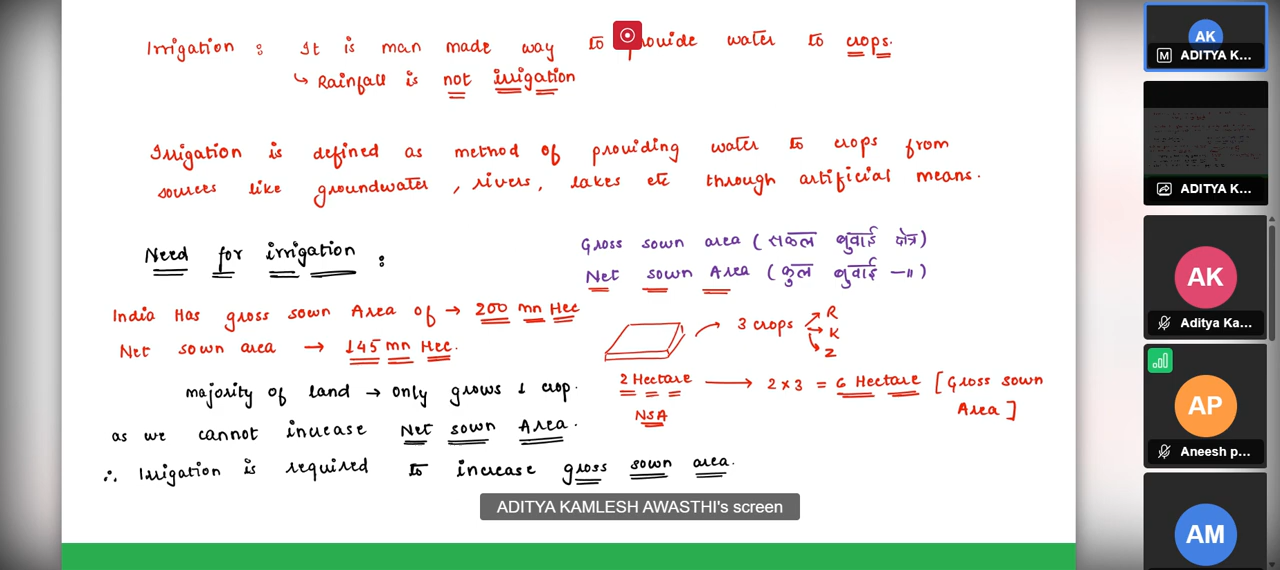 Irrigation : It is man made way to provide water to crops.
↳ Rainfall is not irrigation
Irrigation is defined as method of providing water to crops from
sources like groundwater, rivers, lakes etc through artificial means.
Need for irrigation :
Gross sown area (सकल बुवाई क्षेत्र)
Net sown Area (कुल बुवाई —〃)
India Has gross sown Area of → 200 mn Hec
Net sown area → 145 mn Hec.
3 crops
R
K
Z
majority of land → only grows 1 crop.
2 Hectare → 2 x 3 = 6 Hectare [Gross sown
Area]
NSA
as we cannot increase Net sown Area.
∴ Irrigation is required to increase gross sown area.
ADITYA KAMLESH AWASTHI's screen
AK
ADITYA K...
ADITYA K...
AK
Aditya Ka...
AP
Aneesh p...
AM